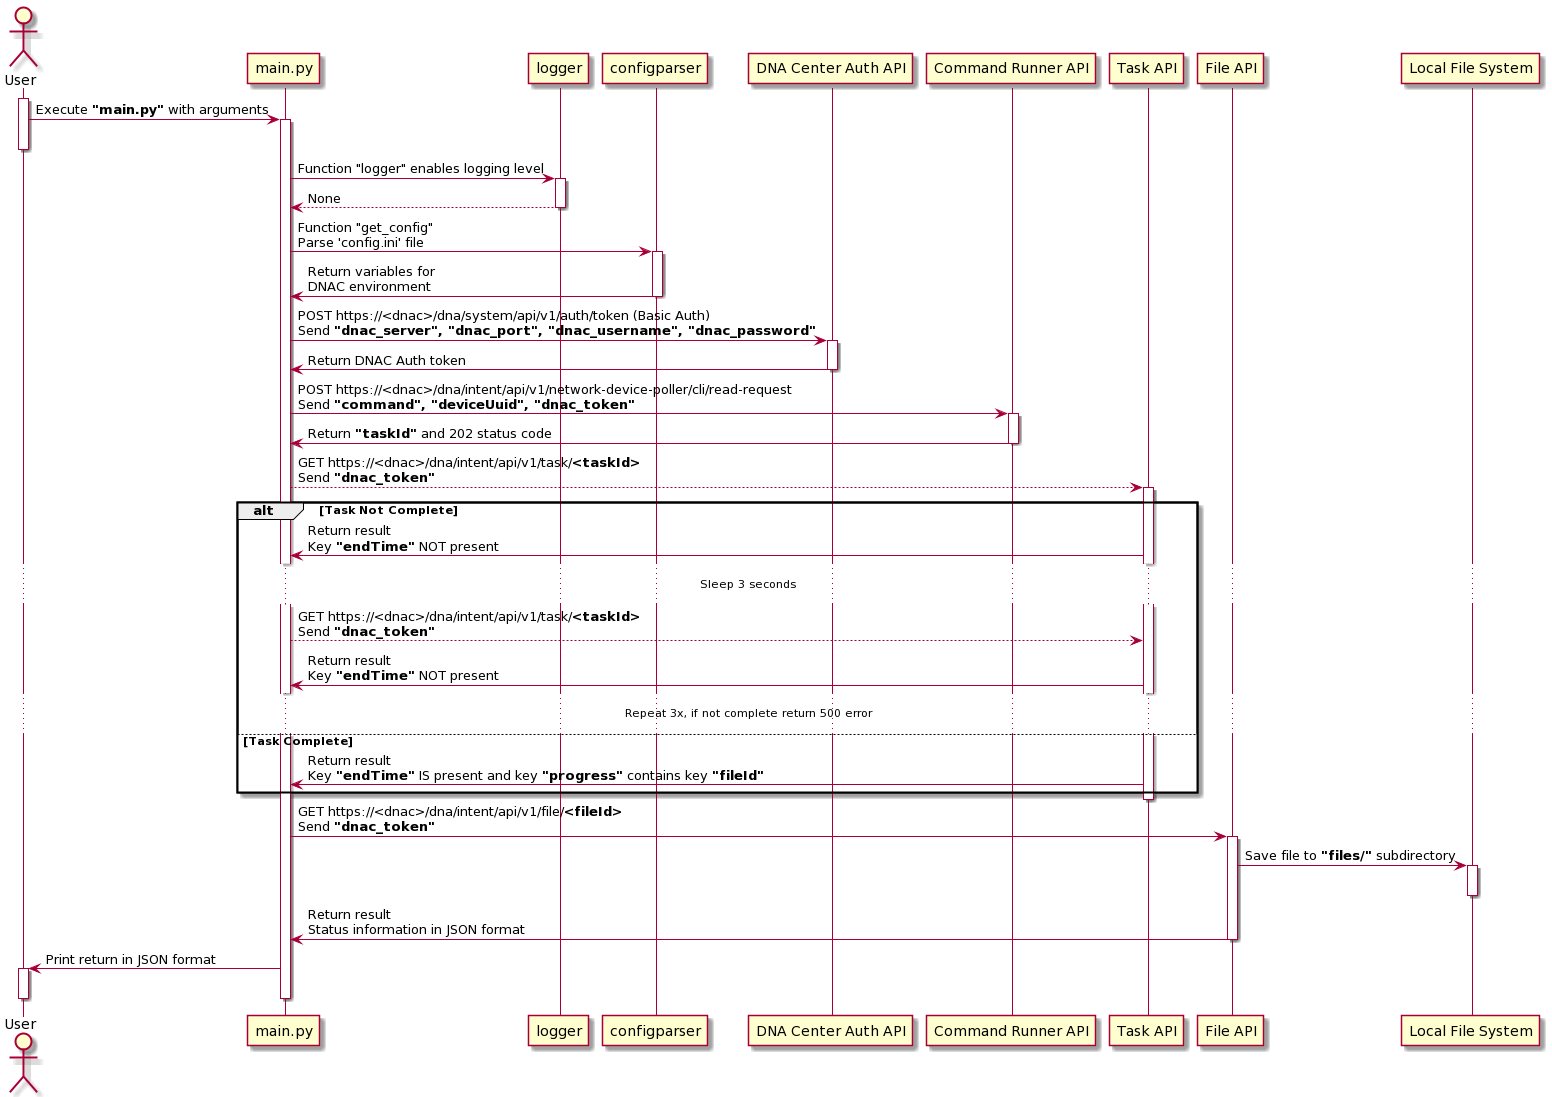 User
main.py
logger
configparser
DNA Center Auth API
Command Runner API
Task API
File API
Local File System
Execute "main.py" with arguments
Function "logger" enables logging level
None
Function "get_config"
Parse 'config.ini' file
Return variables for
DNAC environment
POST https://<dnac>/dna/system/api/v1/auth/token (Basic Auth)
Send "dnac_server", "dnac_port", "dnac_username", "dnac_password"
Return DNAC Auth token
POST https://<dnac>/dna/intent/api/v1/network-device-poller/cli/read-request
Send "command", "deviceUuid", "dnac_token"
Return "taskId" and 202 status code
GET https://<dnac>/dna/intent/api/v1/task/<taskId>
Send "dnac_token"
alt
[Task Not Complete]
Return result
Key "endTime" NOT present
Sleep 3 seconds
GET https://<dnac>/dna/intent/api/v1/task/<taskId>
Send "dnac_token"
Return result
Key "endTime" NOT present
Repeat 3x, if not complete return 500 error
[Task Complete]
Return result
Key "endTime" IS present and key "progress" contains key "fileId"
GET https://<dnac>/dna/intent/api/v1/file/<fileId>
Send "dnac_token"
Save file to "files/" subdirectory
Return result
Status information in JSON format
Print return in JSON format
User
main.py
logger
configparser
DNA Center Auth API
Command Runner API
Task API
File API
Local File System